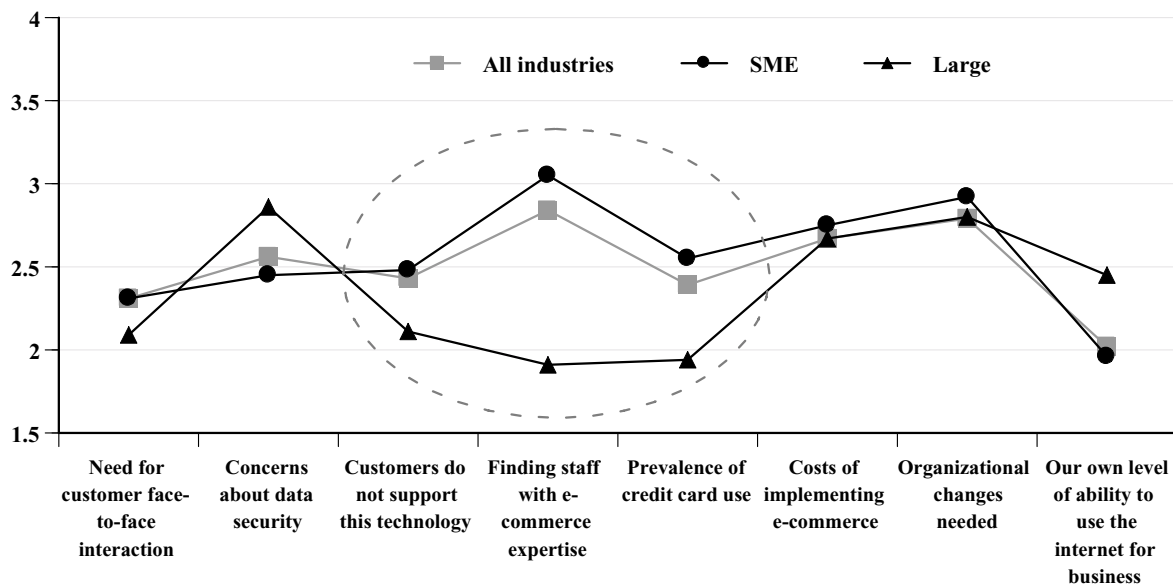 4
3.5
3
2.5
2
1.5
All industries SME Large
Need for
customer face-
to-face
interaction
Concerns
about data
security
Customers do
not support
this technology
Finding staff
with e-
commerce
expertise
Prevalence of
credit card use
Costs of
implementing
e-commerce
Organizational
changes
needed
Our own level
of ability to
use the
internet for
business